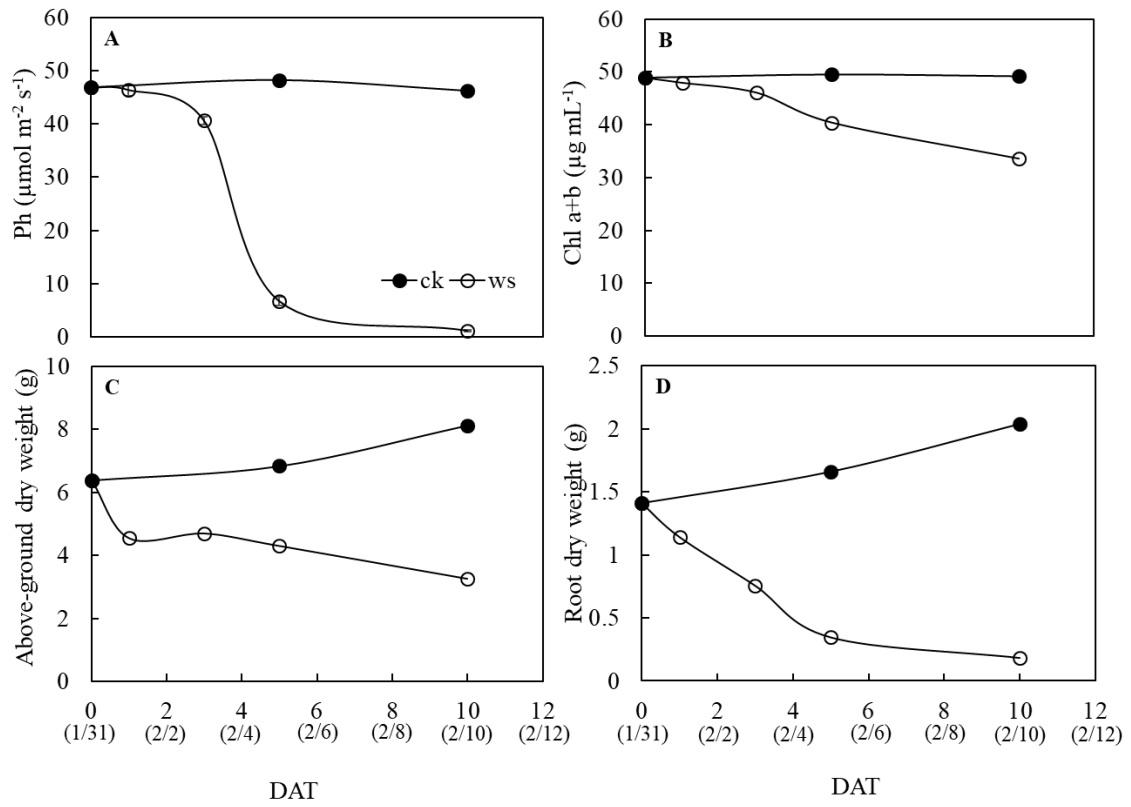 A
60
50
40
30
20
10
0
Ph (μmol m⁻² s⁻¹)
ck ws
B
60
50
40
30
20
10
0
Chl a+b (μg mL⁻¹)
C
10
8
6
4
2
0
Above-ground dry weight (g)
0 2 4 6 8 10 12
(1/31) (2/2) (2/4) (2/6) (2/8) (2/10) (2/12)
DAT
D
2.5
2
1.5
1
0.5
0
Root dry weight (g)
0 2 4 6 8 10 12
(1/31) (2/2) (2/4) (2/6) (2/8) (2/10) (2/12)
DAT